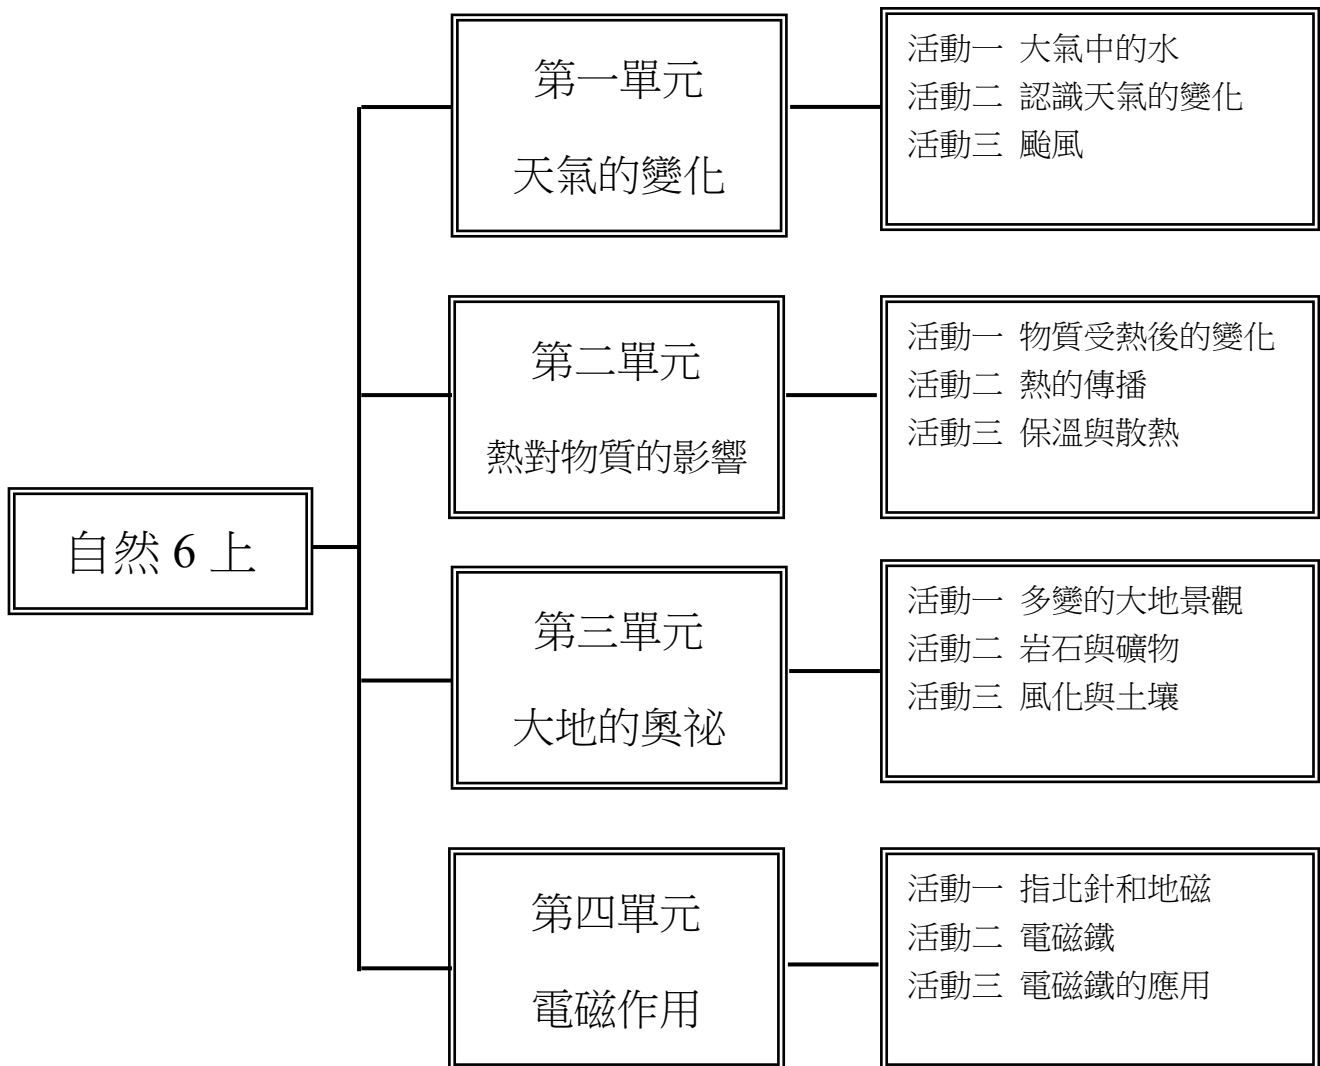 自然 6 上
第一單元
天氣的變化
活動一 大氣中的水
活動二 認識天氣的變化
活動三 颱風
第二單元
熱對物質的影響
活動一 物質受熱後的變化
活動二 熱的傳播
活動三 保溫與散熱
第三單元
大地的奧祕
活動一 多變的大地景觀
活動二 岩石與礦物
活動三 風化與土壤
第四單元
電磁作用
活動一 指北針和地磁
活動二 電磁鐵
活動三 電磁鐵的應用